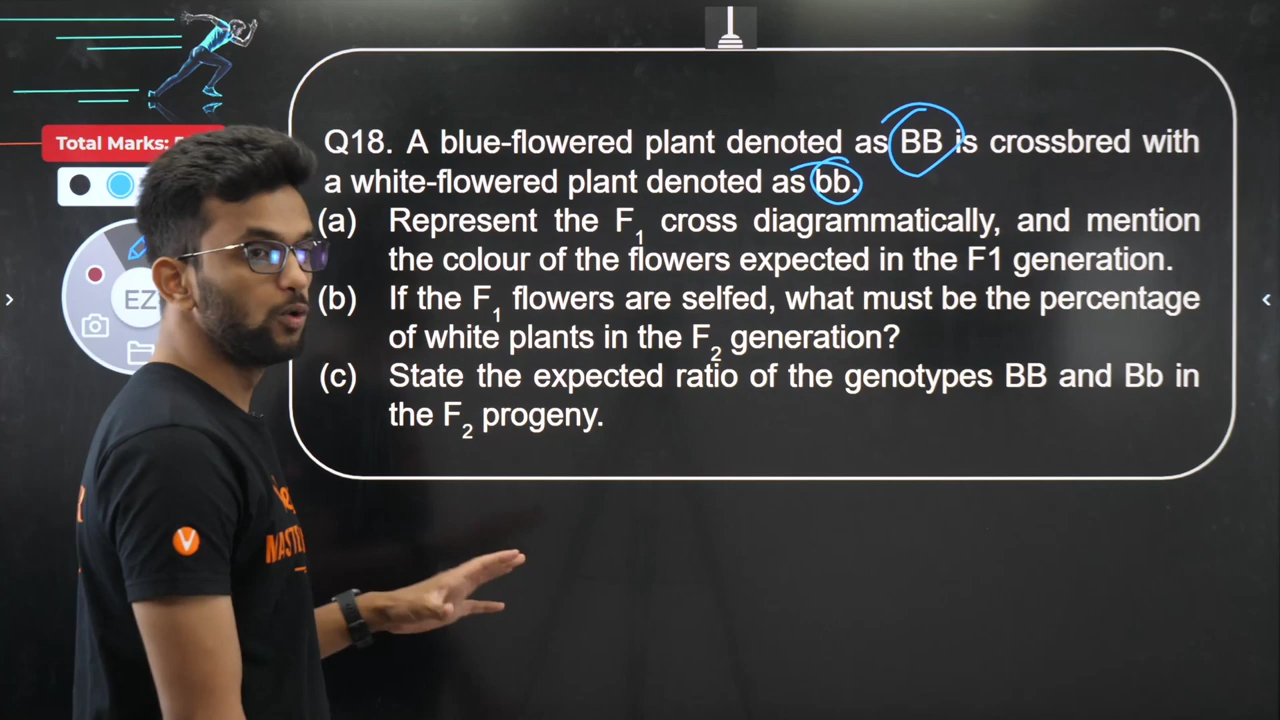 Total Marks:
EZ
Q18. A blue-flowered plant denoted as BB is crossbred with
a white-flowered plant denoted as bb.
(a) Represent the F1 cross diagrammatically, and mention
the colour of the flowers expected in the F1 generation.
(b) If the F1 flowers are selfed, what must be the percentage
of white plants in the F2 generation?
(c) State the expected ratio of the genotypes BB and Bb in
the F2 progeny.
V